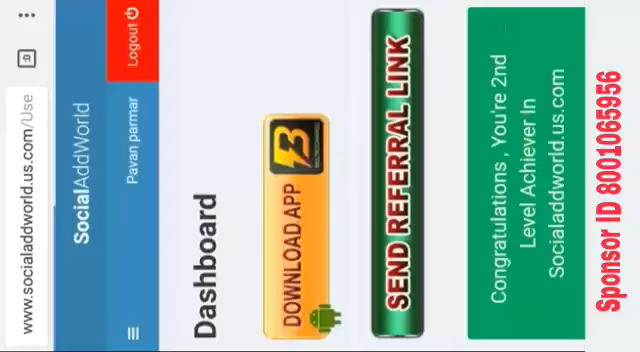 www.socialaddworld.us.com/Use
SocialAddWorld
Pavan parmar
Logout
Dashboard
DOWNLOAD APP
SEND REFERRAL LINK
Congratulations , You're 2nd
Level Achiever In
Socialaddworld.us.com
Sponsor ID 8001065956